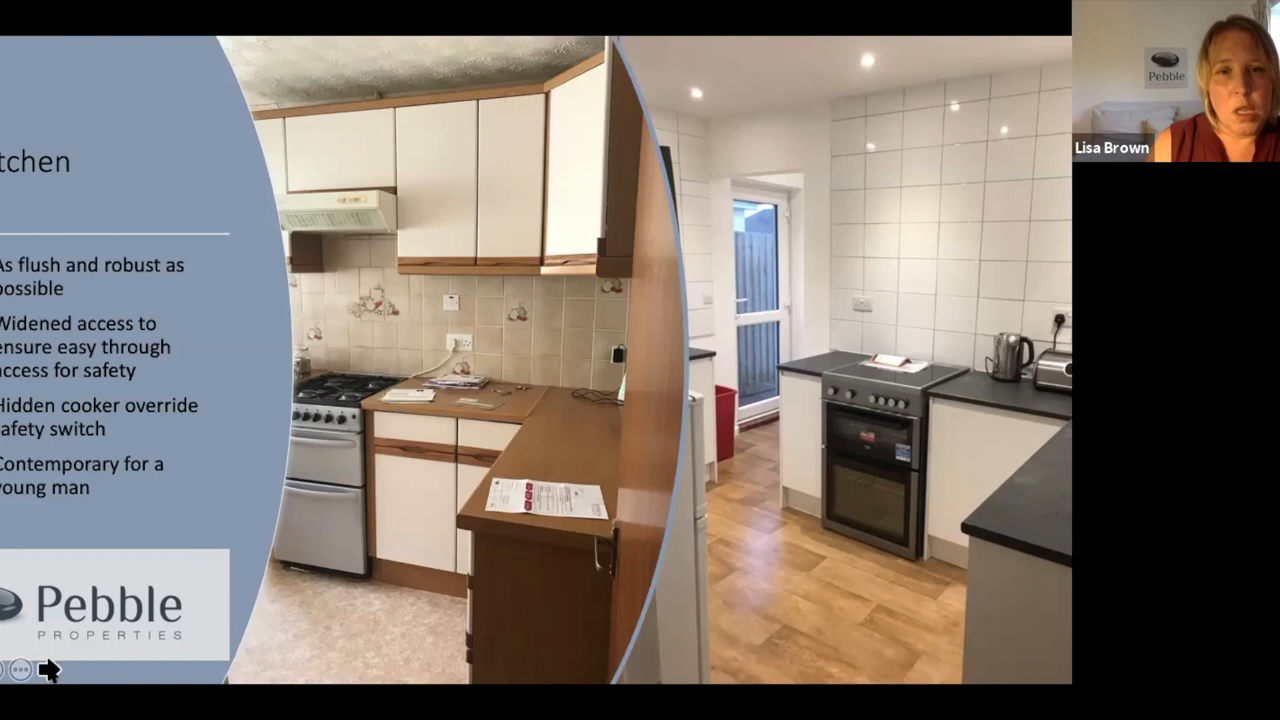 tchen
As flush and robust as
possible
Widened access to
ensure easy through
access for safety
Hidden cooker override
safety switch
Contemporary for a
young man
Pebble
PROPERTIES
Pebble
Lisa Brown